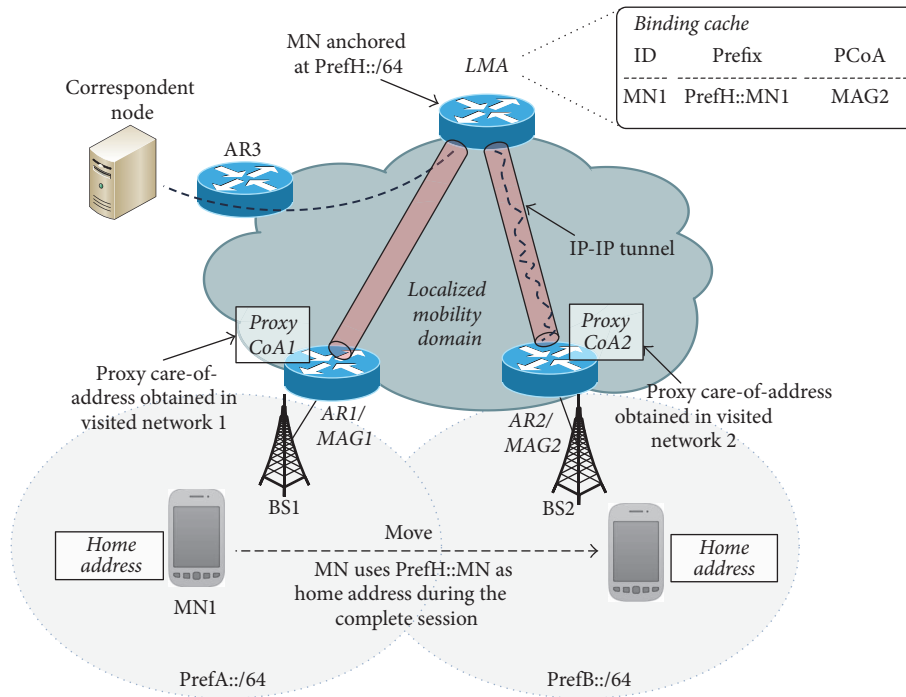 MN anchored
at PrefH::/64
LMA
Binding cache
ID Prefix PCoA
MN1 PrefH::MN1 MAG2
Correspondent
node
AR3
IP-IP tunnel
Localized
mobility
domain
Proxy
CoA1
Proxy
CoA2
Proxy care-of-
address obtained in
visited network 1
Proxy care-of-address
obtained in visited
network 2
AR1/
MAG1
AR2/
MAG2
BS1
BS2
Home
address
MN1
Move
MN uses PrefH::MN as
home address during the
complete session
Home
address
PrefA::/64
PrefB::/64